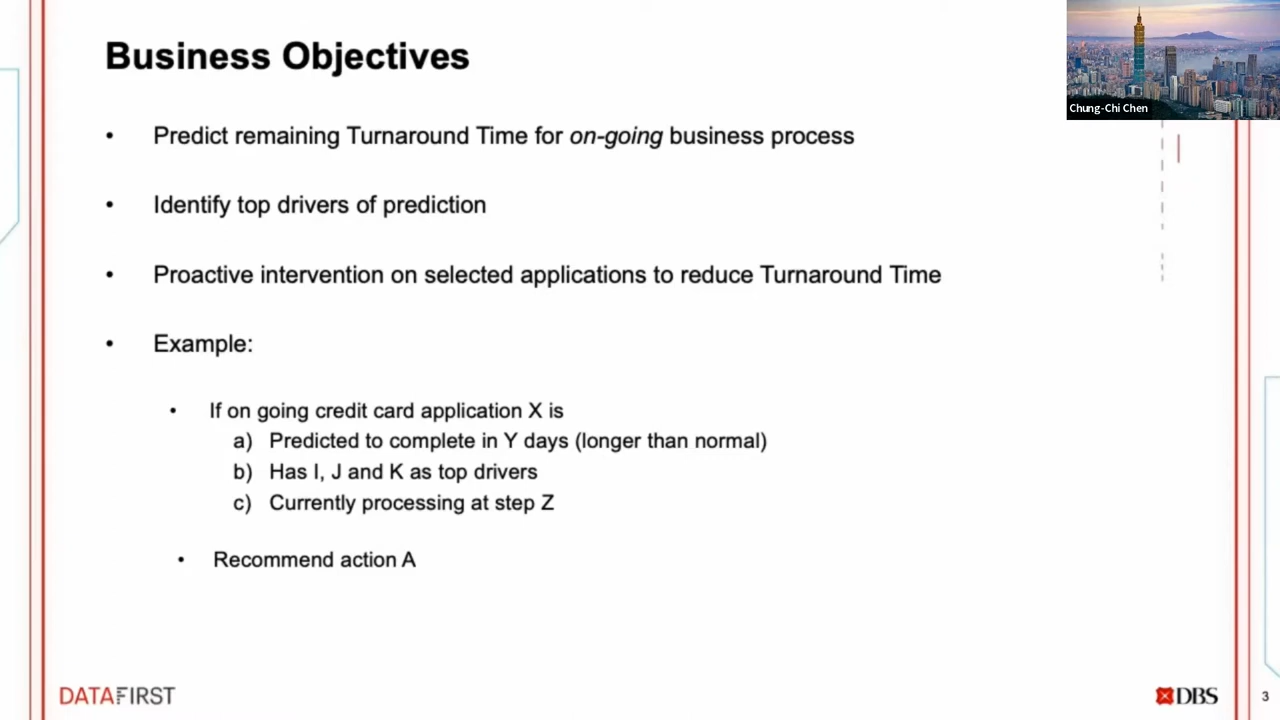 Business Objectives
Chung-Chi Chen
• Predict remaining Turnaround Time for on-going business process
• Identify top drivers of prediction
• Proactive intervention on selected applications to reduce Turnaround Time
• Example:
• If on going credit card application X is
a) Predicted to complete in Y days (longer than normal)
b) Has I, J and K as top drivers
c) Currently processing at step Z
• Recommend action A
DATAFIRST
DBS
3